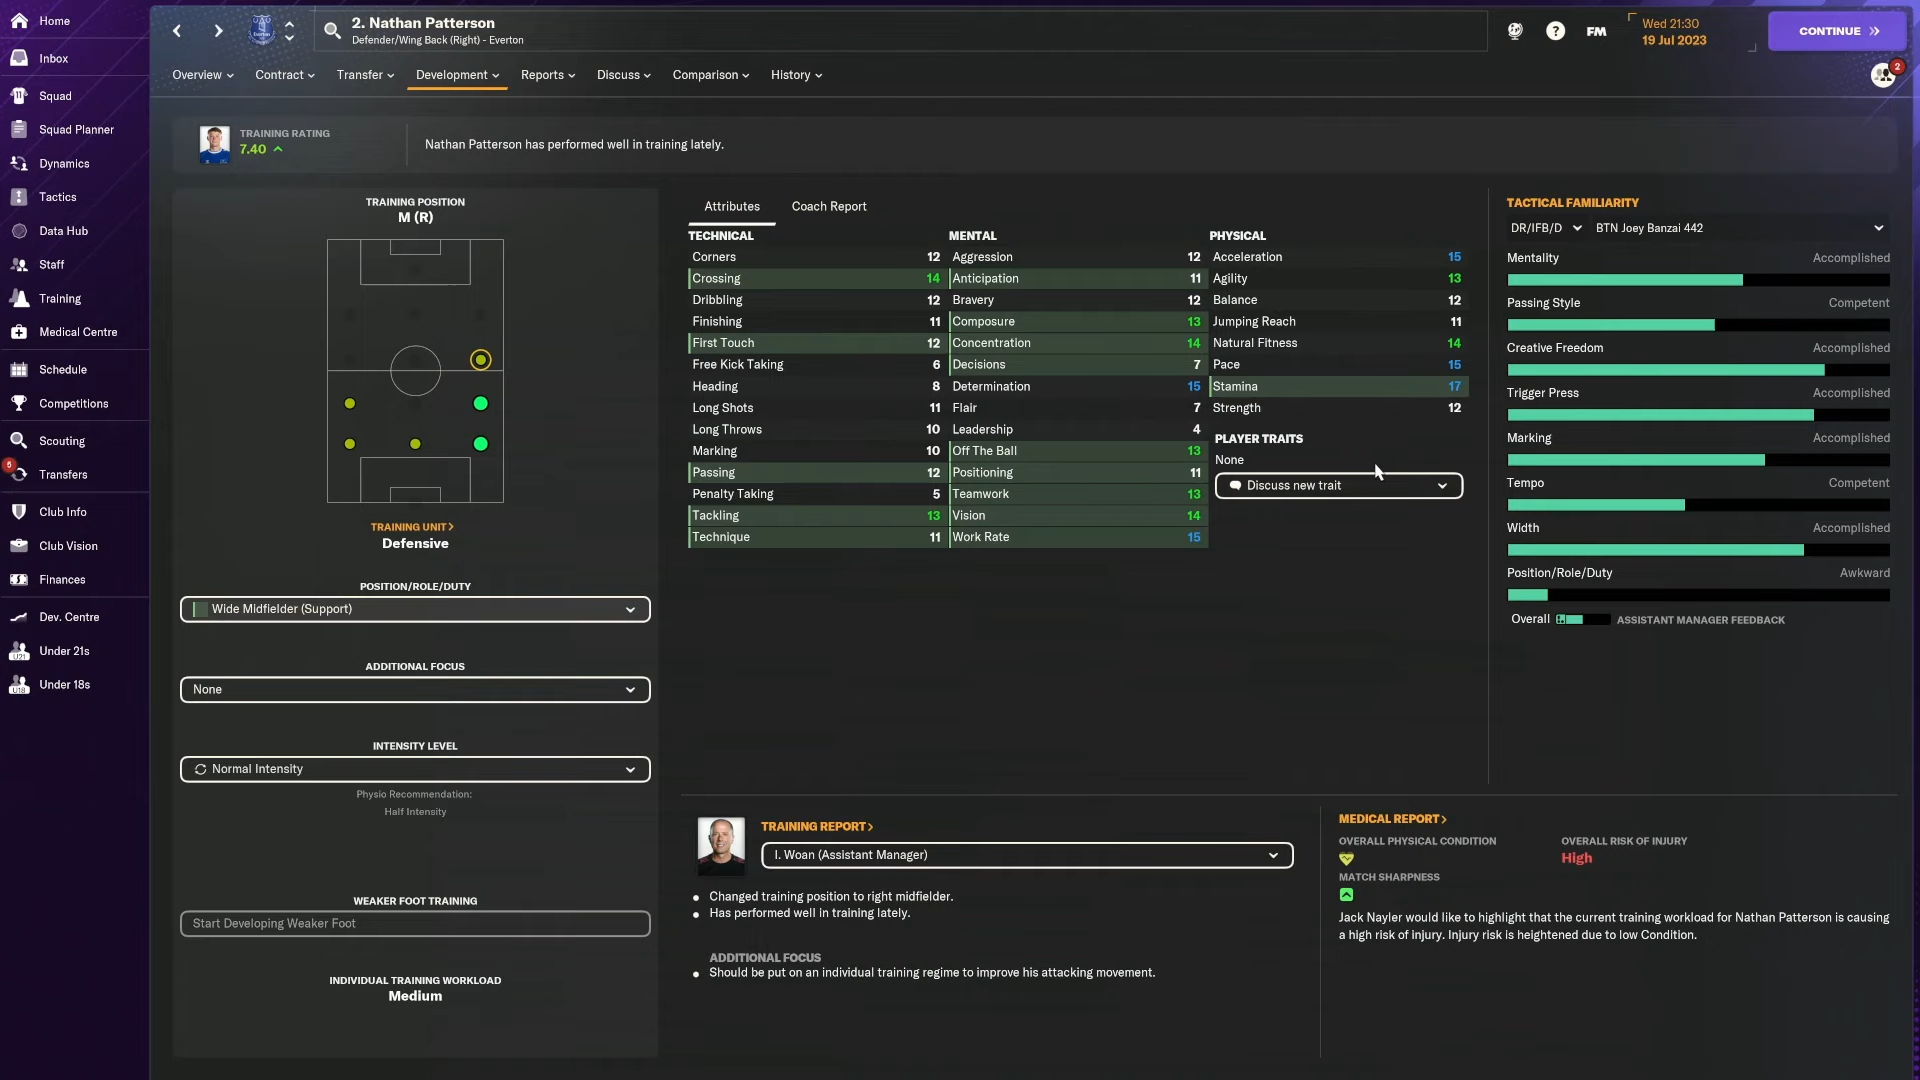 Home
Inbox
Squad
Squad Planner
Dynamics
Tactics
Data Hub
Staff
Training
Medical Centre
Schedule
Competitions
Scouting
6
Transfers
Club Info
Club Vision
Finances
Dev. Centre
U21
Under 21s
U18
Under 18s
2. Nathan Patterson
Defender/Wing Back (Right) - Everton
?
FM
Wed 21:30
19 Jul 2023
CONTINUE
Overview
Contract
Transfer
Development
Reports
Discuss
Comparison
History
2
TRAINING RATING
7.40
Nathan Patterson has performed well in training lately.
TRAINING POSITION
M (R)
TRAINING UNIT>
Defensive
POSITION/ROLE/DUTY
Wide Midfielder (Support)
ADDITIONAL FOCUS
None
INTENSITY LEVEL
Normal Intensity
Physio Recommendation:
Half Intensity
WEAKER FOOT TRAINING
Start Developing Weaker Foot
INDIVIDUAL TRAINING WORKLOAD
Medium
Attributes
Coach Report
TECHNICAL
Corners 12
Crossing 14
Dribbling 12
Finishing 11
First Touch 12
Free Kick Taking 6
Heading 8
Long Shots 11
Long Throws 10
Marking 10
Passing 12
Penalty Taking 5
Tackling 13
Technique 11
MENTAL
Aggression 12
Anticipation 11
Bravery 12
Composure 13
Concentration 14
Decisions 7
Determination 15
Flair 7
Leadership 4
Off The Ball 13
Positioning 11
Teamwork 13
Vision 14
Work Rate 15
PHYSICAL
Acceleration 15
Agility 13
Balance 12
Jumping Reach 11
Natural Fitness 14
Pace 15
Stamina 17
Strength 12
PLAYER TRAITS
None
Discuss new trait
TACTICAL FAMILIARITY
DR/IFB/D
BTN Joey Banzai 442
Mentality Accomplished
Passing Style Competent
Creative Freedom Accomplished
Trigger Press Accomplished
Marking Accomplished
Tempo Competent
Width Accomplished
Position/Role/Duty Awkward
Overall
ASSISTANT MANAGER FEEDBACK
TRAINING REPORT>
I. Woan (Assistant Manager)
Changed training position to right midfielder.
Has performed well in training lately.
ADDITIONAL FOCUS
Should be put on an individual training regime to improve his attacking movement.
MEDICAL REPORT>
OVERALL PHYSICAL CONDITION
OVERALL RISK OF INJURY
High
MATCH SHARPNESS
Jack Nayler would like to highlight that the current training workload for Nathan Patterson is causing
a high risk of injury. Injury risk is heightened due to low Condition.